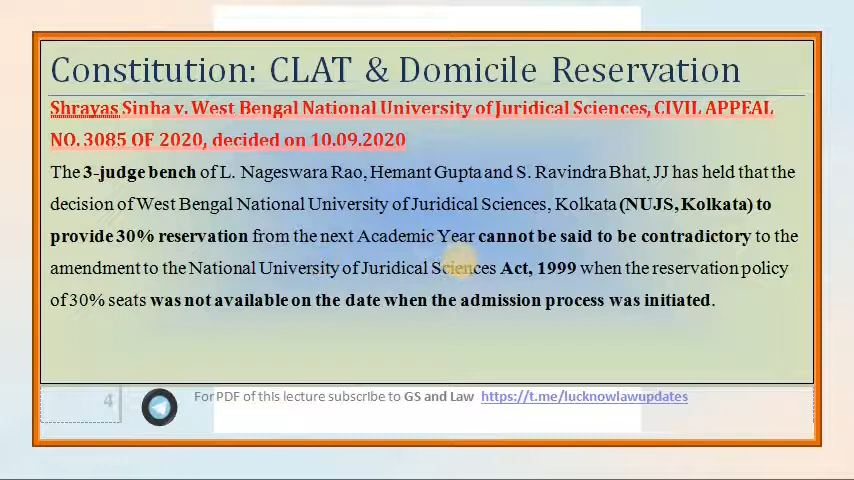 Constitution: CLAT & Domicile Reservation
Shrayas Sinha v. West Bengal National University of Juridical Sciences, CIVIL APPEAL
NO. 3085 OF 2020, decided on 10.09.2020
The 3-judge bench of L. Nageswara Rao, Hemant Gupta and S. Ravindra Bhat, JJ has held that the
decision of West Bengal National University of Juridical Sciences, Kolkata (NUJS, Kolkata) to
provide 30% reservation from the next Academic Year cannot be said to be contradictory to the
amendment to the National University of Juridical Sciences Act, 1999 when the reservation policy
of 30% seats was not available on the date when the admission process was initiated.
4
For PDF of this lecture subscribe to GS and Law https://t.me/lucknowlawupdates